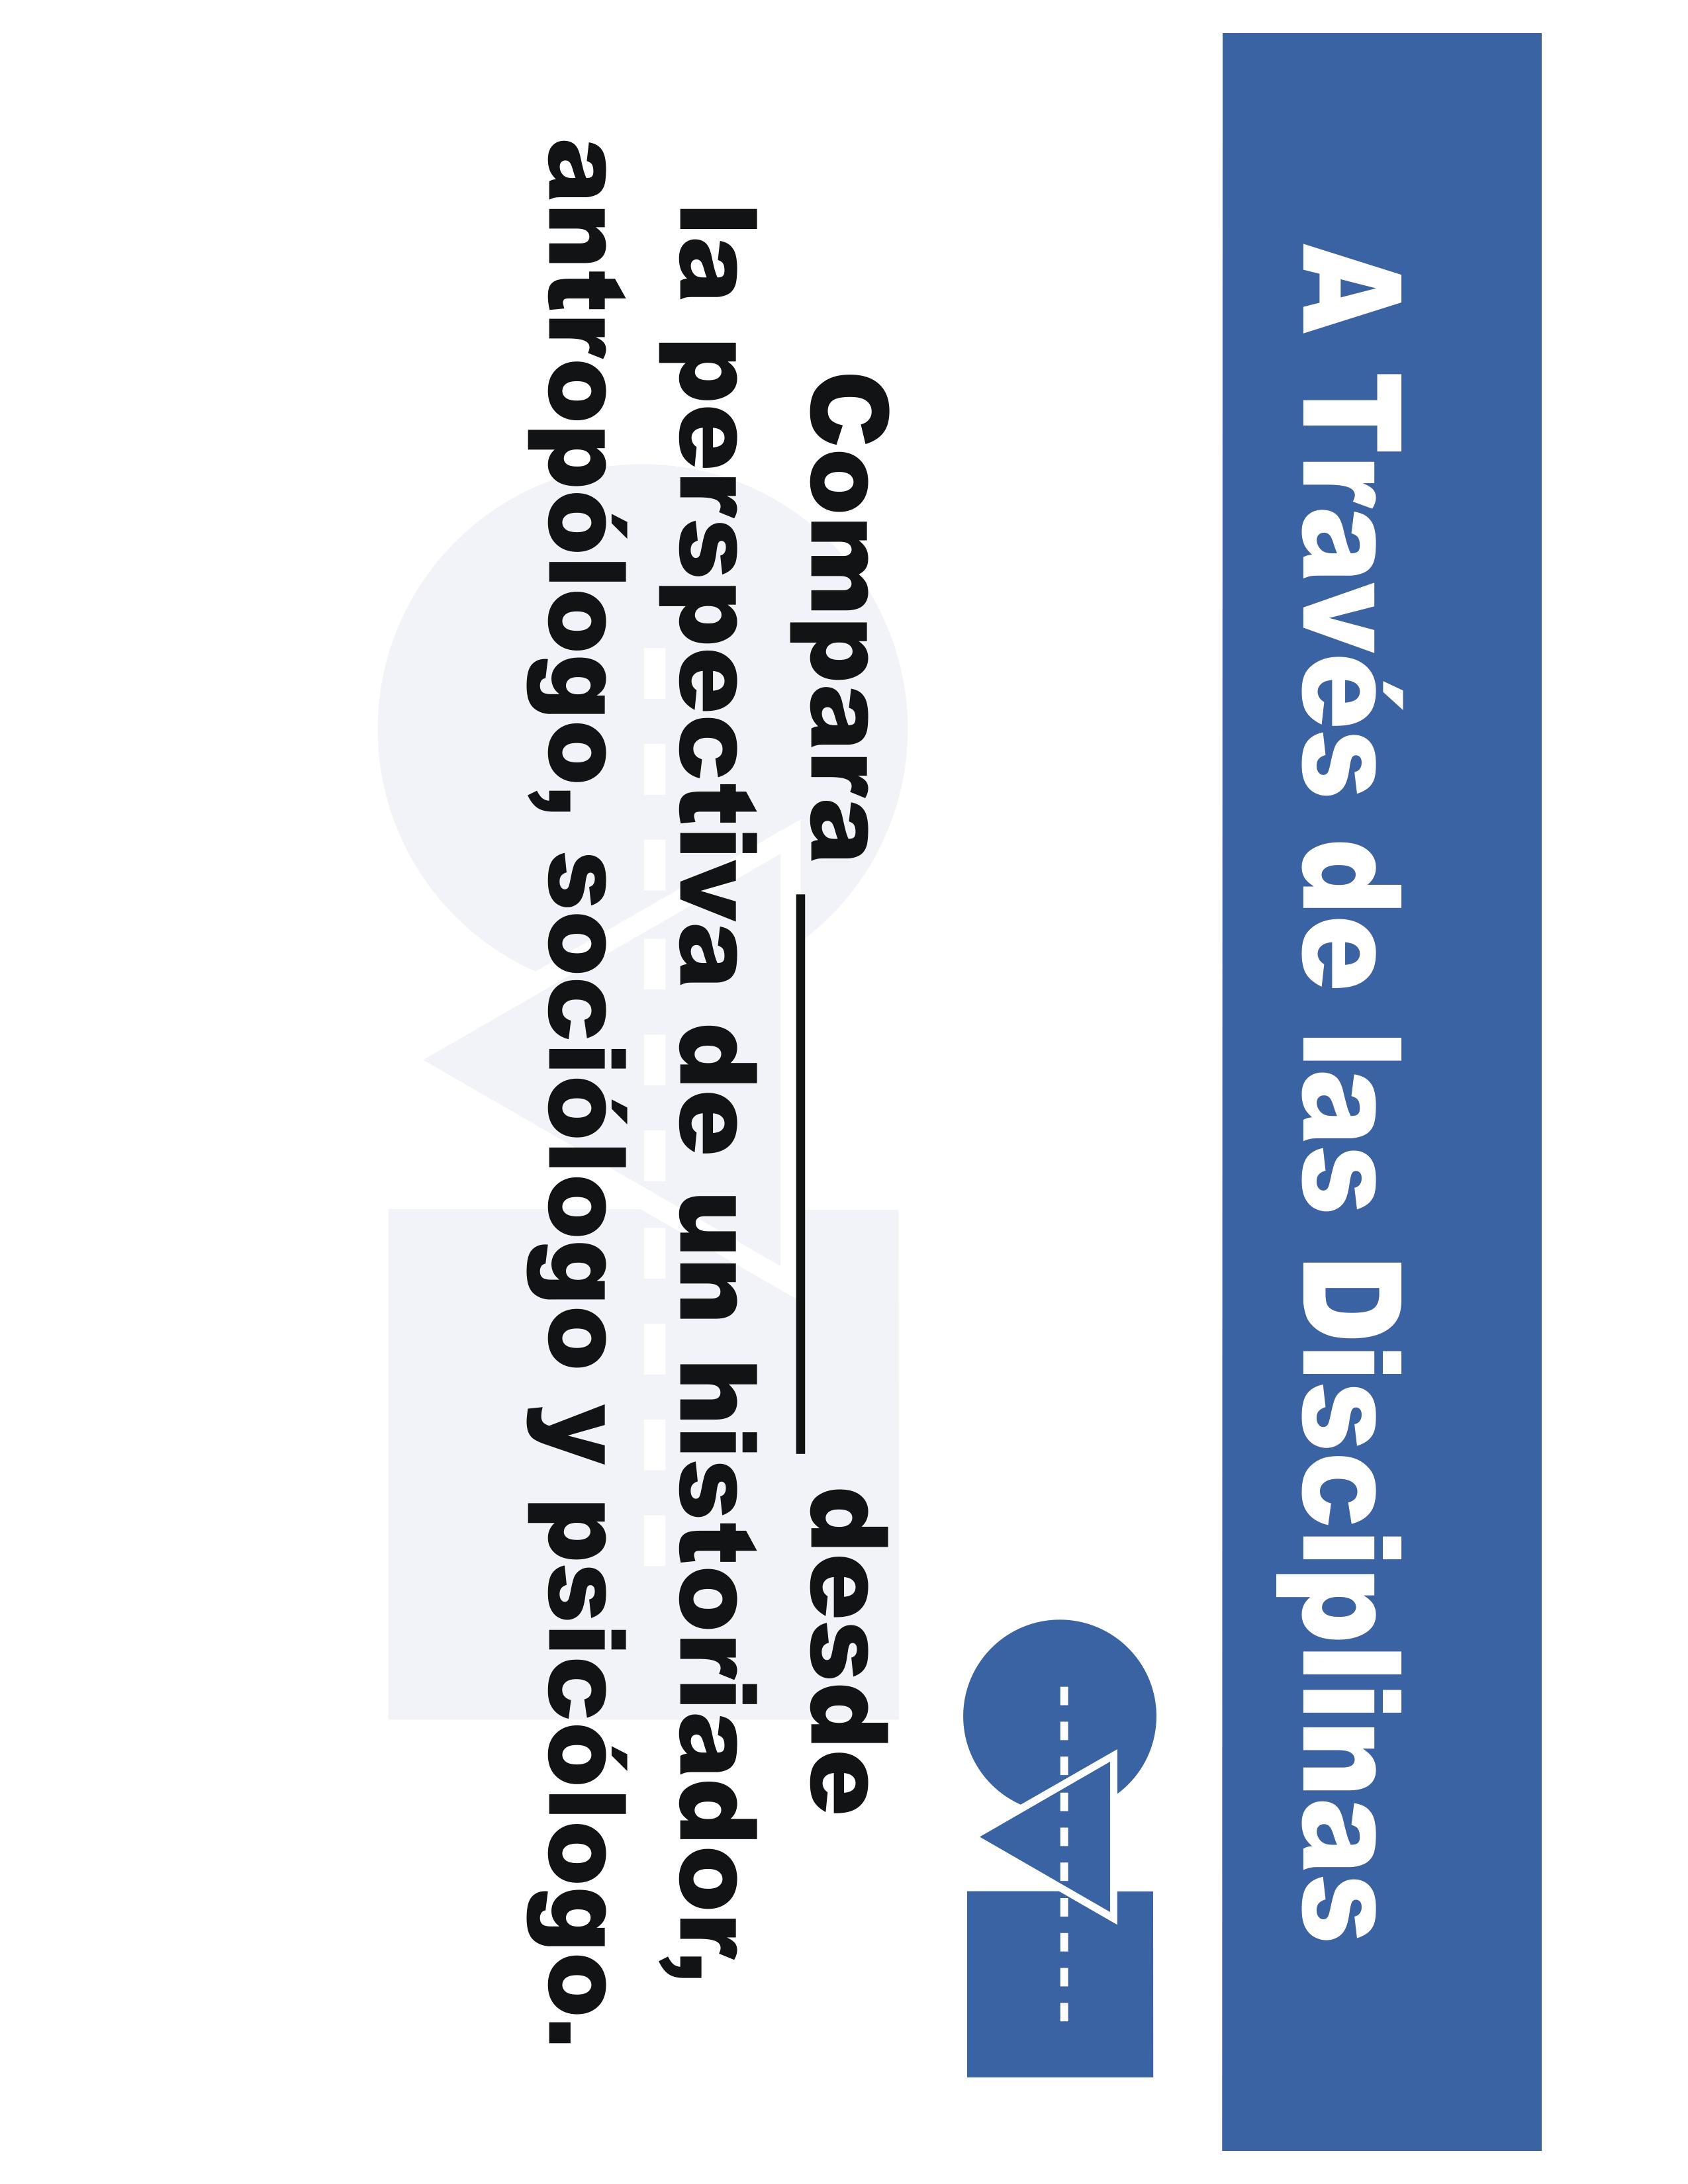 A Través de las Disciplinas
Compara ____________ desde
la perspectiva de un historiador,
antropólogo, sociólogo y psicólogo.